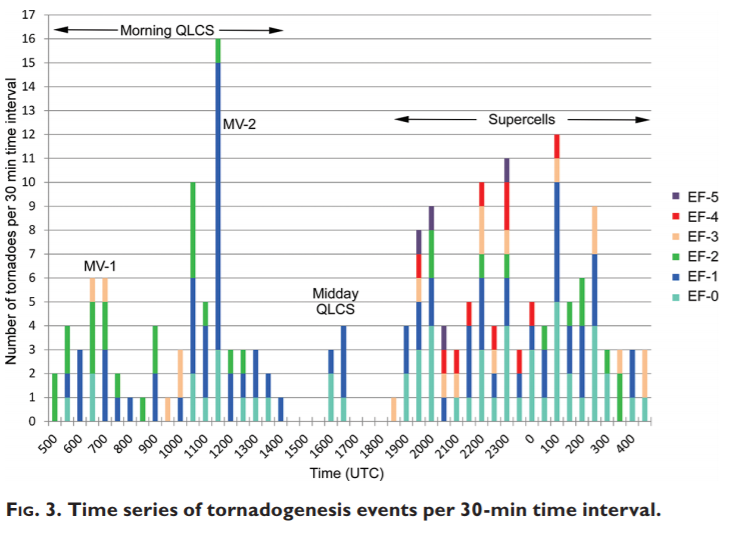 17
16
15
14
13
12
11
10
9
8
7
6
5
4
3
2
1
0
Number of tornadoes per 30 min time interval
Morning QLCS
MV-2
Supercells
MV-1
Midday
QLCS
EF-5
EF-4
EF-3
EF-2
EF-1
EF-0
500 600 700 800 900 1000 1100 1200 1300 1400 1500 1600 1700 1800 1900 2000 2100 2200 2300 0 100 200 300 400
Time (UTC)
FIG. 3. Time series of tornadogenesis events per 30-min time interval.